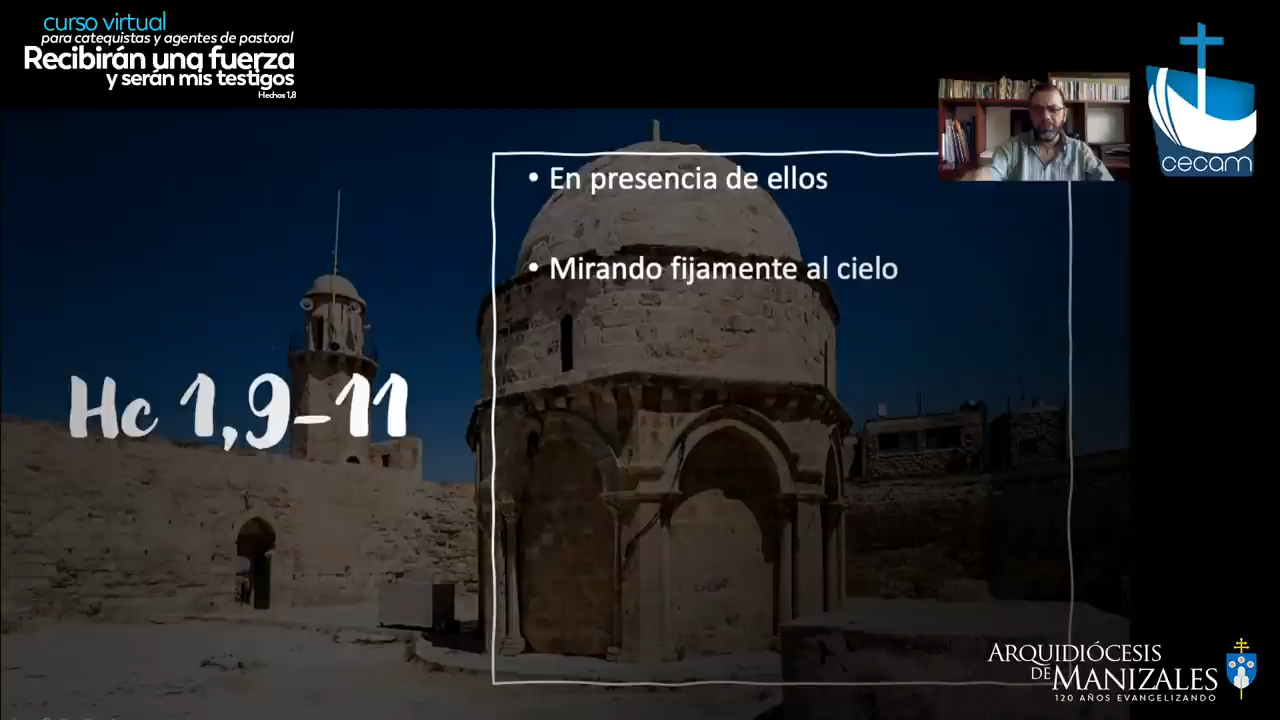 curso virtual
para catequistas y agentes de pastoral
Recibirán una fuerza
y serán mis testigos
Hechos 1,8
cecam
• En presencia de ellos
• Mirando fijamente al cielo
Hc 1,9-11
ARQUIDIÓCESIS
DE MANIZALES
120 AÑOS EVANGELIZANDO